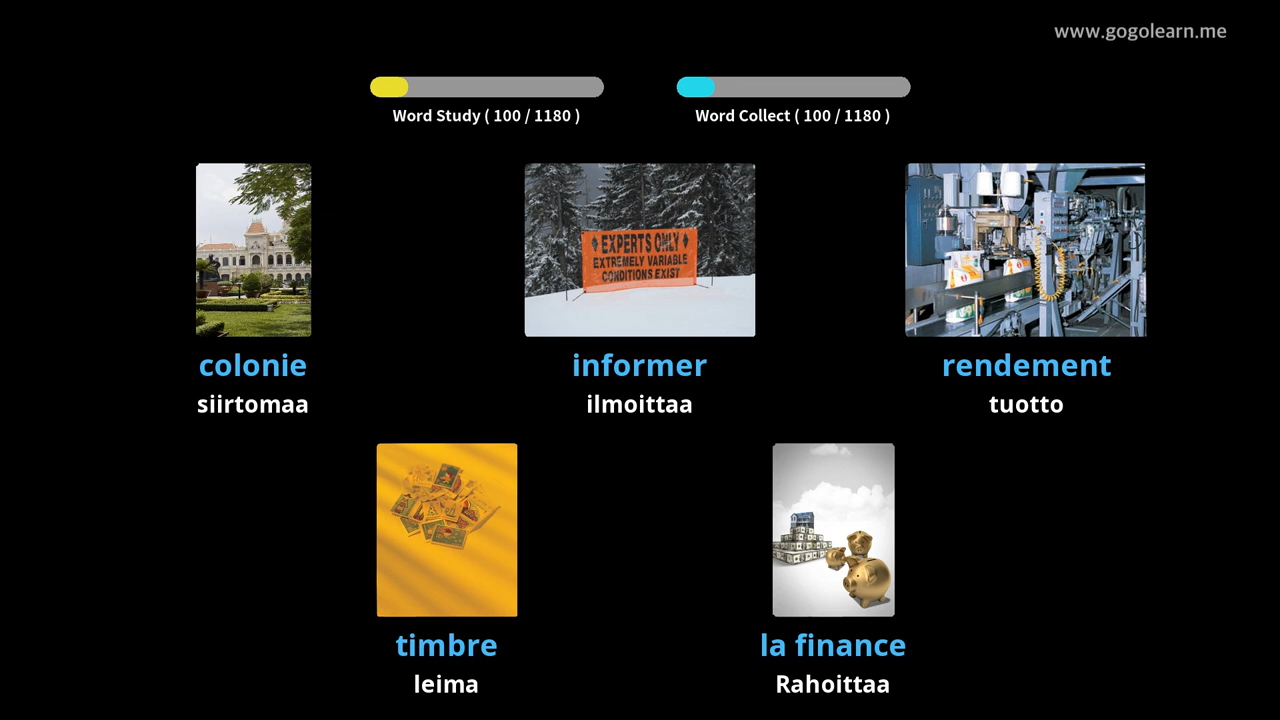 www.gogolearn.me
Word Study ( 100 / 1180 )
Word Collect ( 100 / 1180 )
EXPERTS ONLY
EXTREMELY VARIABLE
CONDITIONS EXIST
colonie
siirtomaa
informer
ilmoittaa
rendement
tuotto
timbre
leima
la finance
Rahoittaa